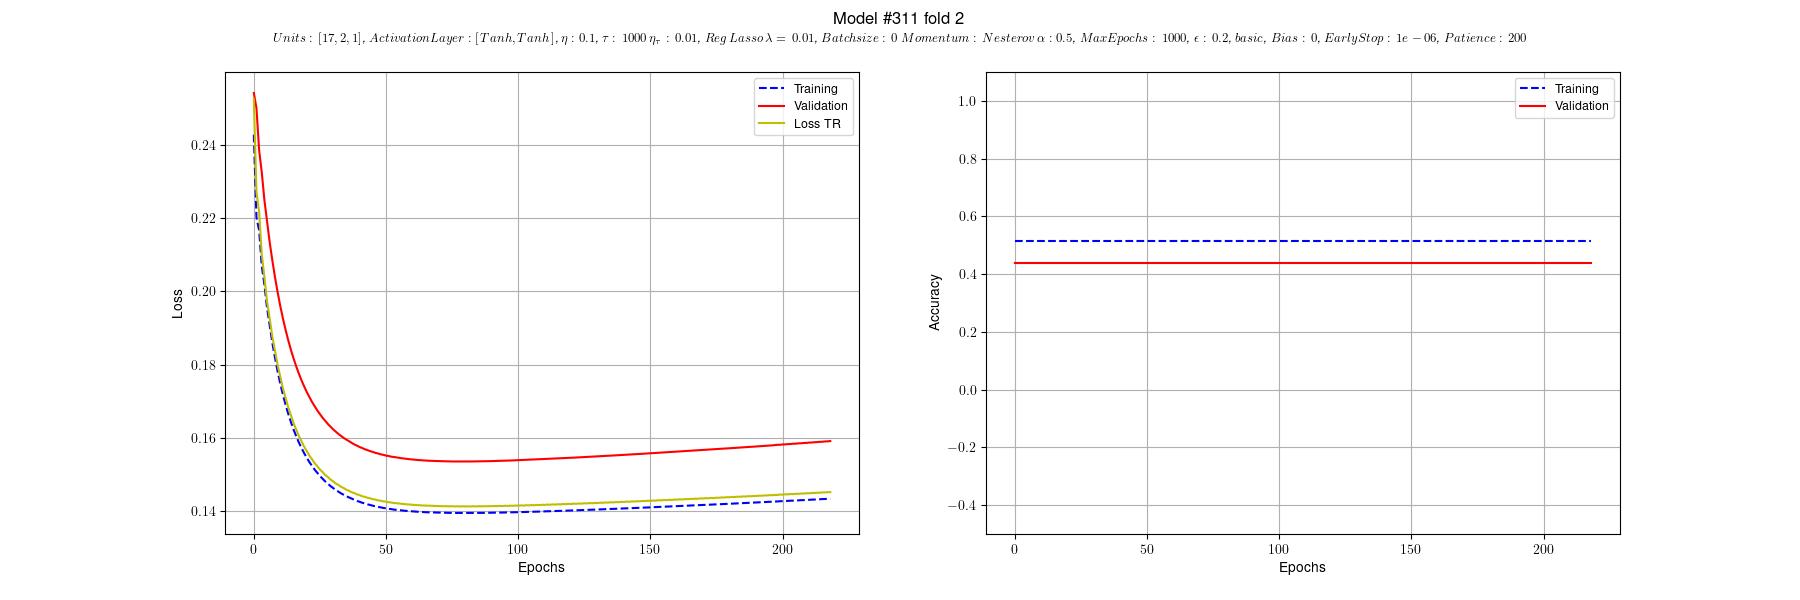 Model #311 fold 2
Units : [17, 2, 1], ActivationLayer : [Tanh, Tanh], η : 0.1, τ : 1000 η_τ : 0.01, Reg Lasso λ = 0.01, Batchsize : 0 Momentum : Nesterov α : 0.5, MaxEpochs : 1000, ϵ : 0.2, basic, Bias : 0, EarlyStop : 1e − 06, Patience : 200
Training
Validation
Loss TR
0.24
0.22
0.20
0.18
0.16
0.14
Loss
0 50 100 150 200
Epochs
Training
Validation
1.0
0.8
0.6
0.4
0.2
0.0
−0.2
−0.4
Accuracy
0 50 100 150 200
Epochs